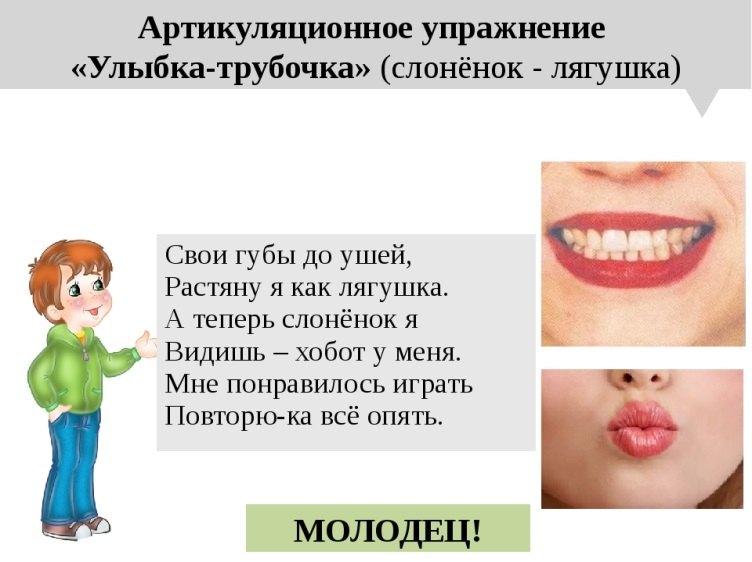 Артикуляционное упражнение
«Улыбка-трубочка» (слонёнок - лягушка)
Свои губы до ушей,
Растяну я как лягушка.
А теперь слонёнок я
Видишь – хобот у меня.
Мне понравилось играть
Повторю-ка всё опять.
МОЛОДЕЦ!